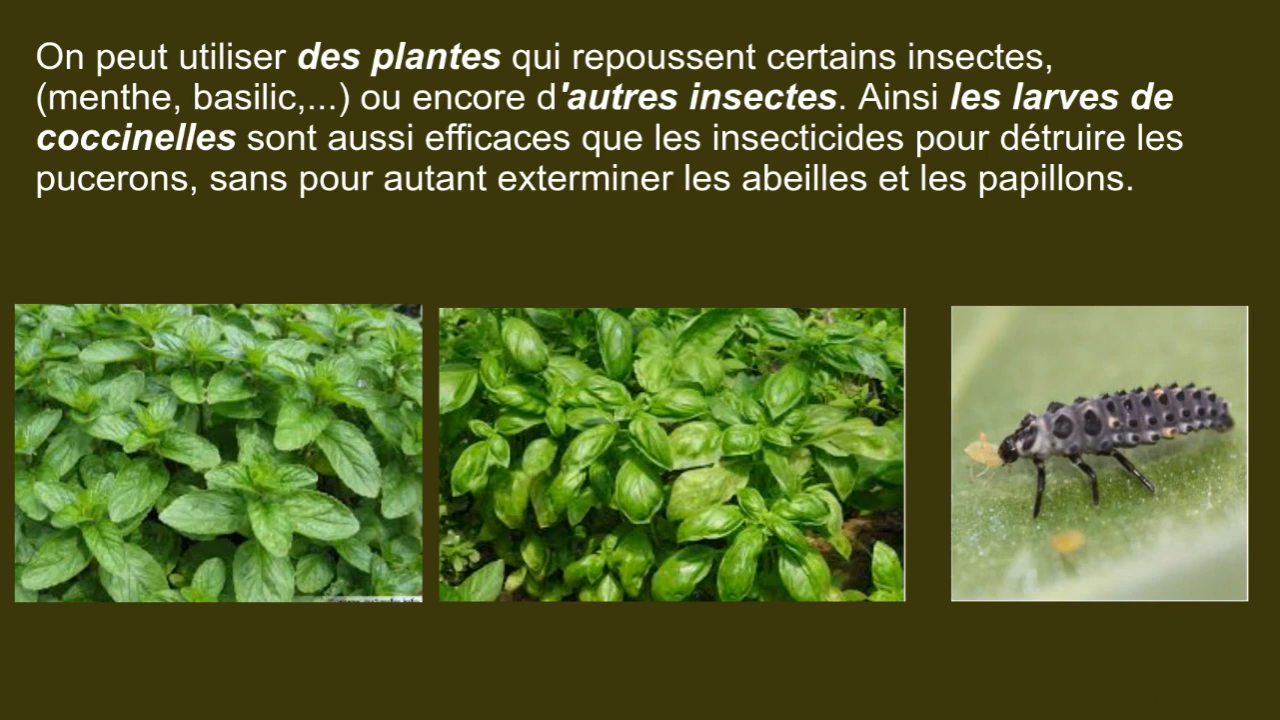 On peut utiliser des plantes qui repoussent certains insectes,
(menthe, basilic,...) ou encore d'autres insectes. Ainsi les larves de
coccinelles sont aussi efficaces que les insecticides pour détruire les
pucerons, sans pour autant exterminer les abeilles et les papillons.